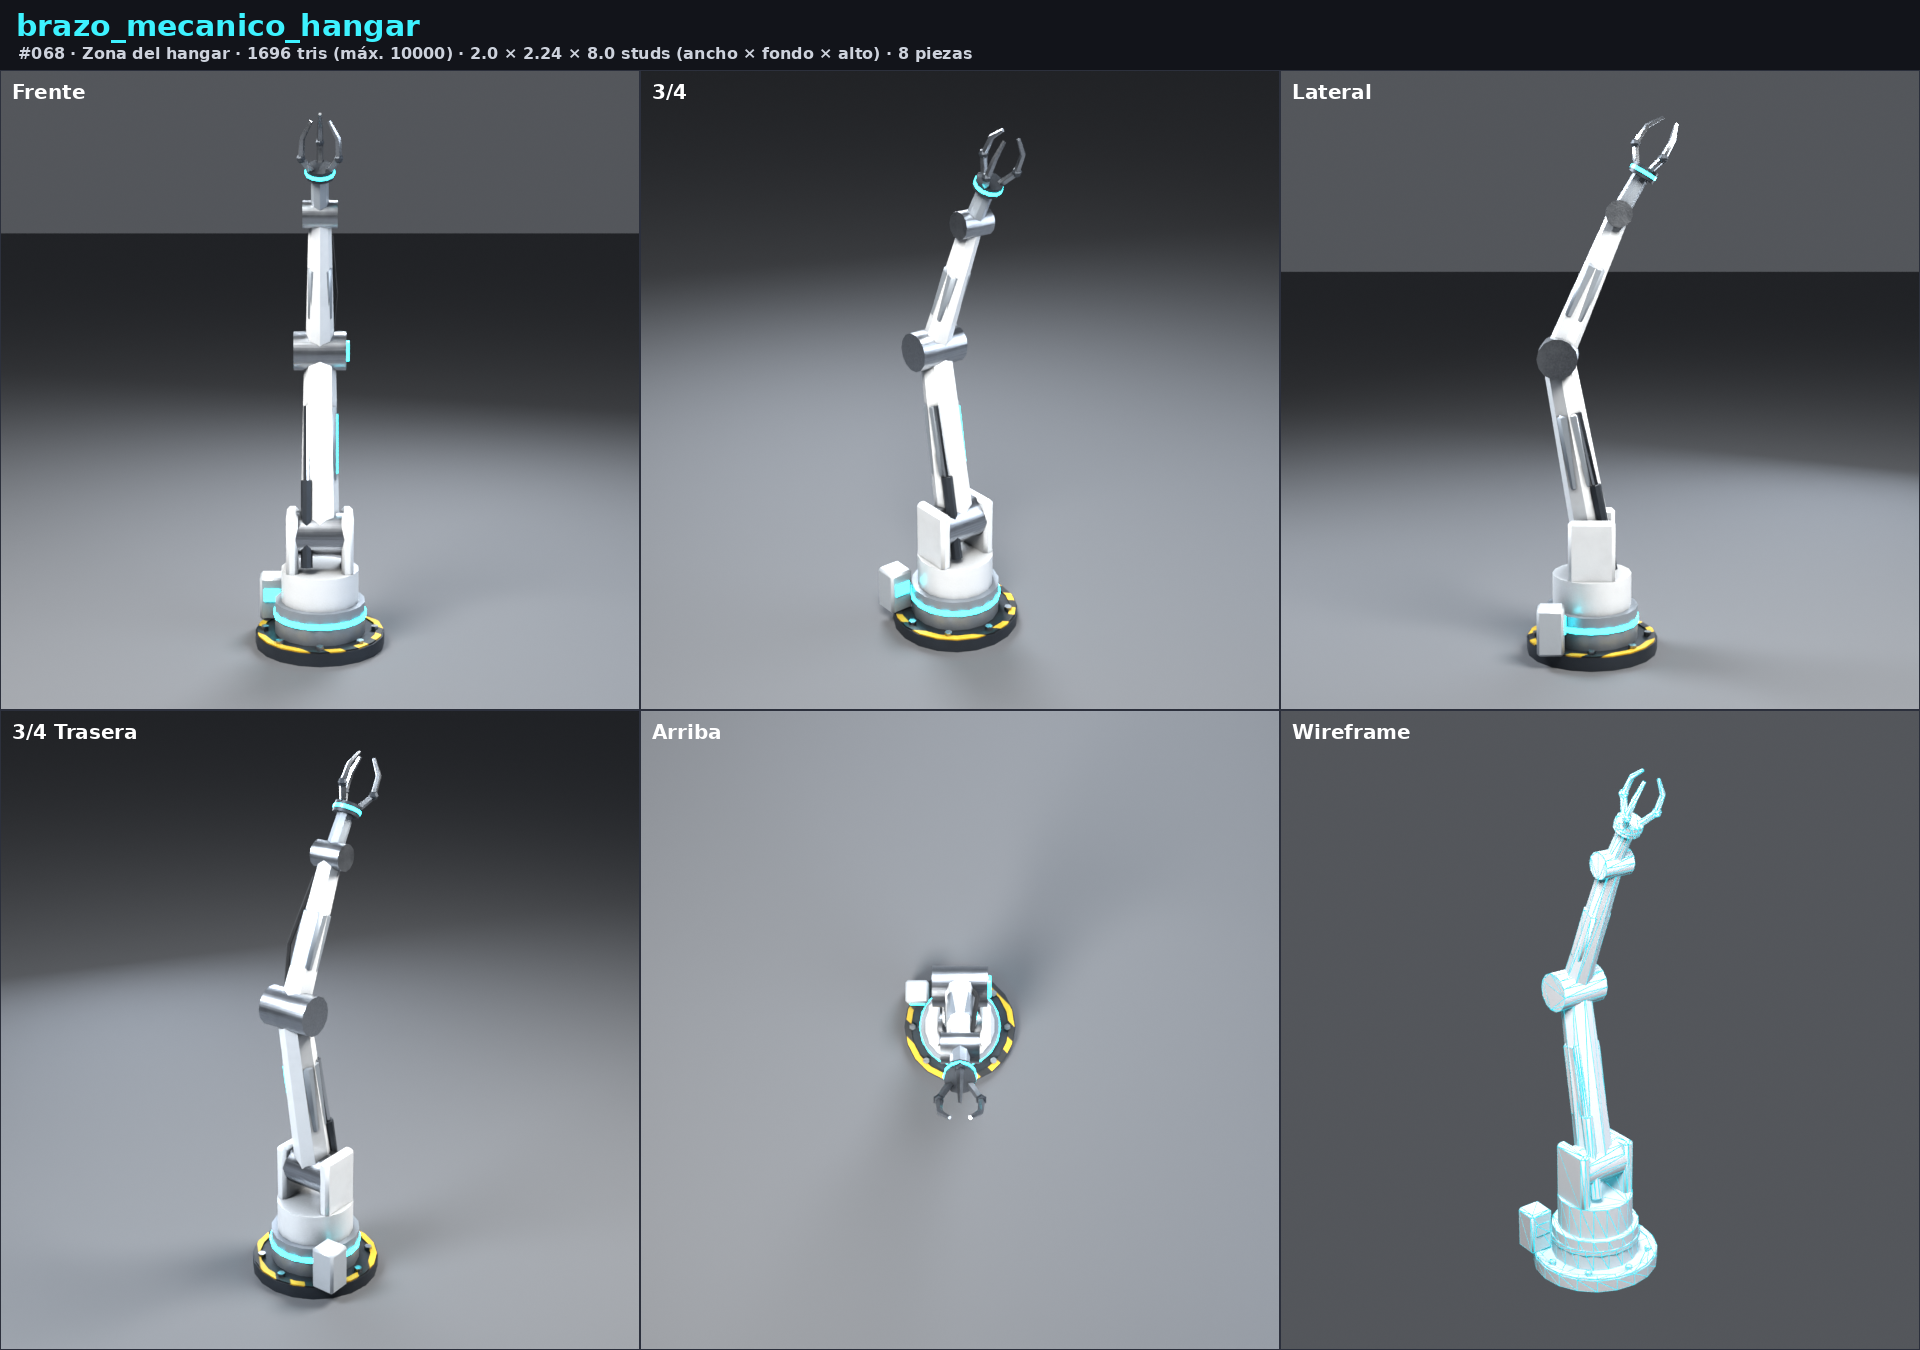 brazo_mecanico_hangar
#068 · Zona del hangar · 1696 tris (máx. 10000) · 2.0 × 2.24 × 8.0 studs (ancho × fondo × alto) · 8 piezas
Frente
3/4
Lateral
3/4 Trasera
Arriba
Wireframe